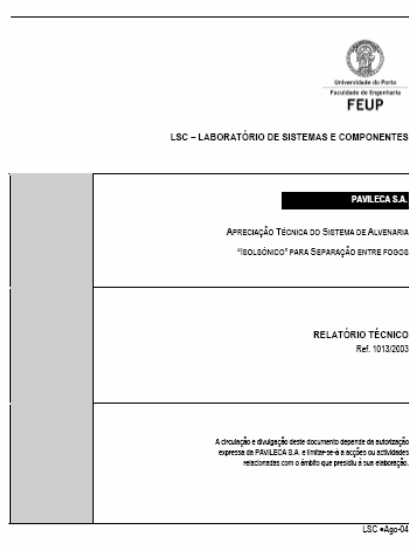 Universidade do Porto
Faculdade de Engenharia
FEUP
LSC – LABORATÓRIO DE SISTEMAS E COMPONENTES
PAVILECA S.A.
APRECIAÇÃO TÉCNICA DO SISTEMA DE ALVENARIA
"ISOLSÓNICO" PARA SEPARAÇÃO ENTRE FOGOS
RELATÓRIO TÉCNICO
Ref. 1013/2003
A circulação e divulgação deste documento depende da autorização
expressa da PAVILECA S.A. e limitar-se-á a acções ou actividades
relacionadas com o âmbito que presidiu à sua elaboração.
LSC •Ago-04